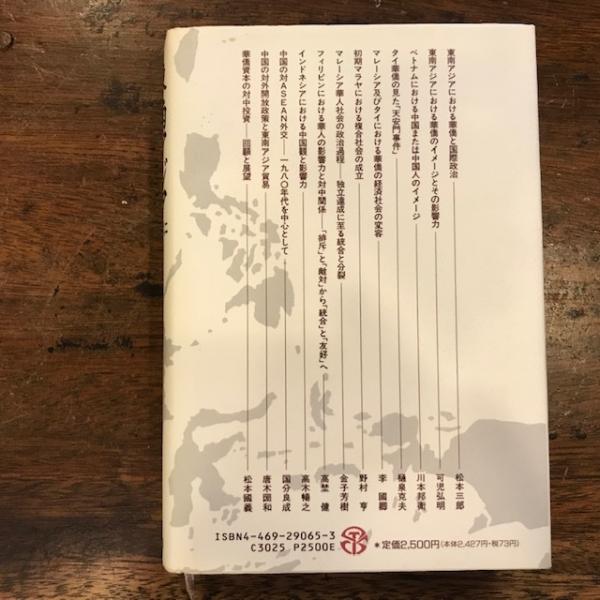 東南アジアにおける華僑と国際政治 松本三郎
東南アジアにおける華僑のイメージとその影響力 可児弘明
ベトナムにおける中国または中国人のイメージ 川本邦衛
タイ華僑の見た「天安門事件」 樋泉克夫
マレーシア及びタイにおける華僑の経済社会の変容 李 國卿
初期マラヤにおける複合社会の成立 野村 亨
マレーシア華人社会の政治過程——独立達成に至る統合と分裂 金子芳樹
フィリピンにおける華人の影響力と対中関係——「排斥」と「敵対」から「統合」と「友好」へ 高埜 健
インドネシアにおける中国観と影響力 高木暢之
中国の対ASEAN外交——一九八〇年代を中心として 国分良成
中国の対外開放政策と東南アジア貿易 唐木圀和
華僑資本の対中投資——回顧と展望 松本國義
ISBN4-469-29065-3
C3025 P2500E
*定価2,500円(本体2,427円・税73円)